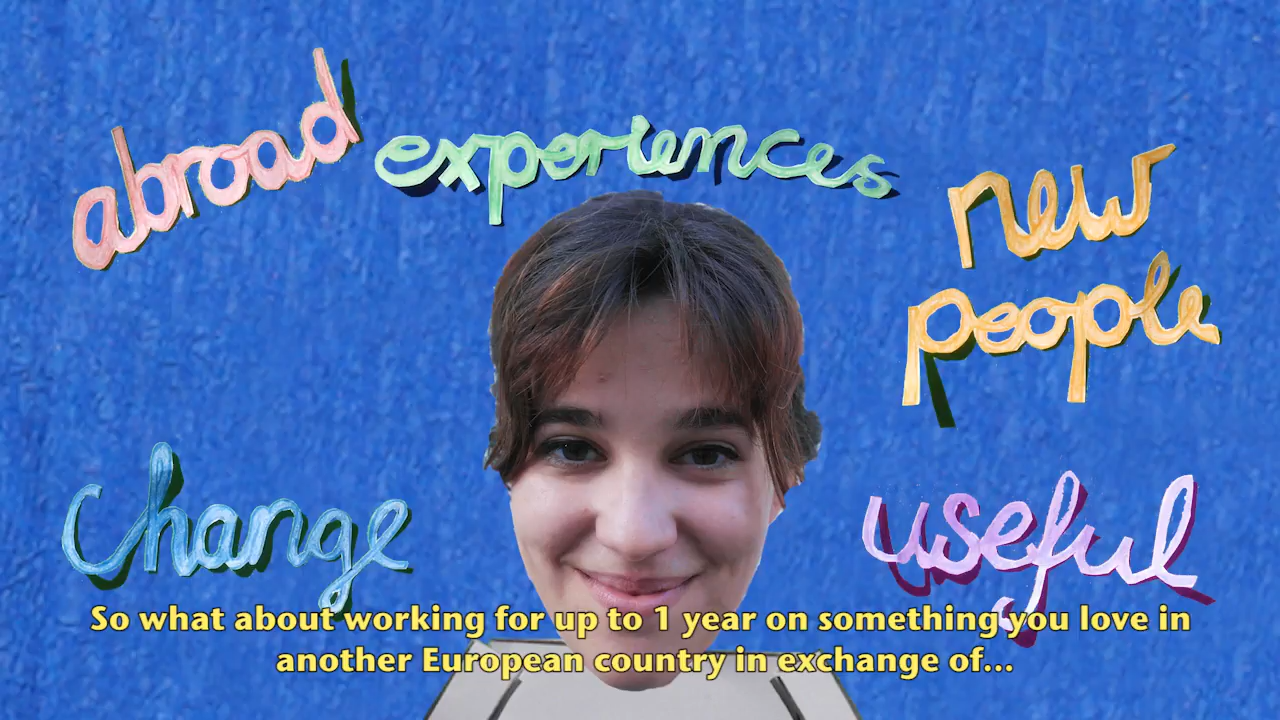 abroad
experiences
new
people
change
useful
So what about working for up to 1 year on something you love in
another European country in exchange of...